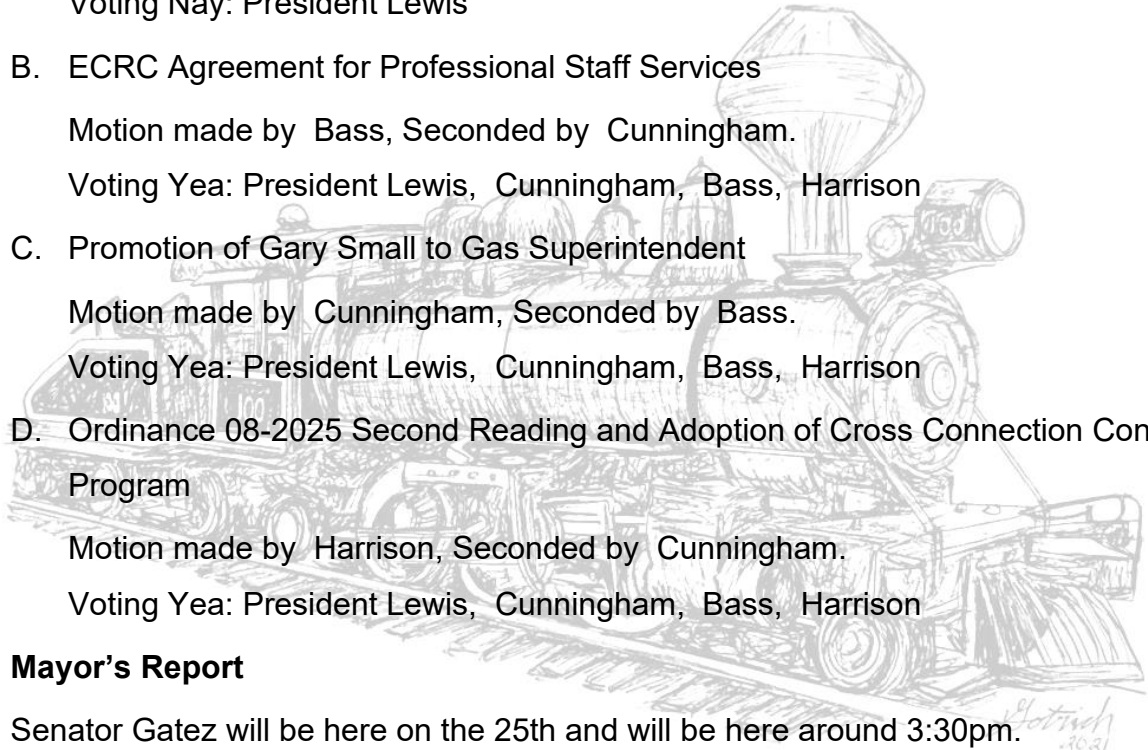 Voting Nay: President Lewis
B. ECRC Agreement for Professional Staff Services
Motion made by Bass, Seconded by Cunningham.
Voting Yea: President Lewis, Cunningham, Bass, Harrison
C. Promotion of Gary Small to Gas Superintendent
Motion made by Cunningham, Seconded by Bass.
Voting Yea: President Lewis, Cunningham, Bass, Harrison
D. Ordinance 08-2025 Second Reading and Adoption of Cross Connection Con
Program
Motion made by Harrison, Seconded by Cunningham.
Voting Yea: President Lewis, Cunningham, Bass, Harrison
Mayor's Report
Senator Gatez will be here on the 25th and will be here around 3:30pm.